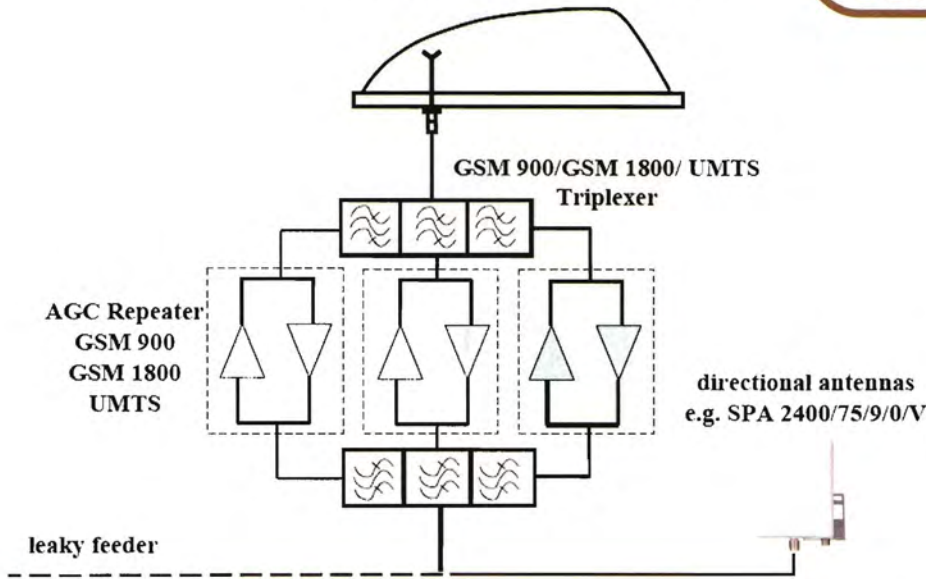 GSM 900/GSM 1800/ UMTS
Triplexer
AGC Repeater
GSM 900
GSM 1800
UMTS
directional antennas
e.g. SPA 2400/75/9/0/V
leaky feeder